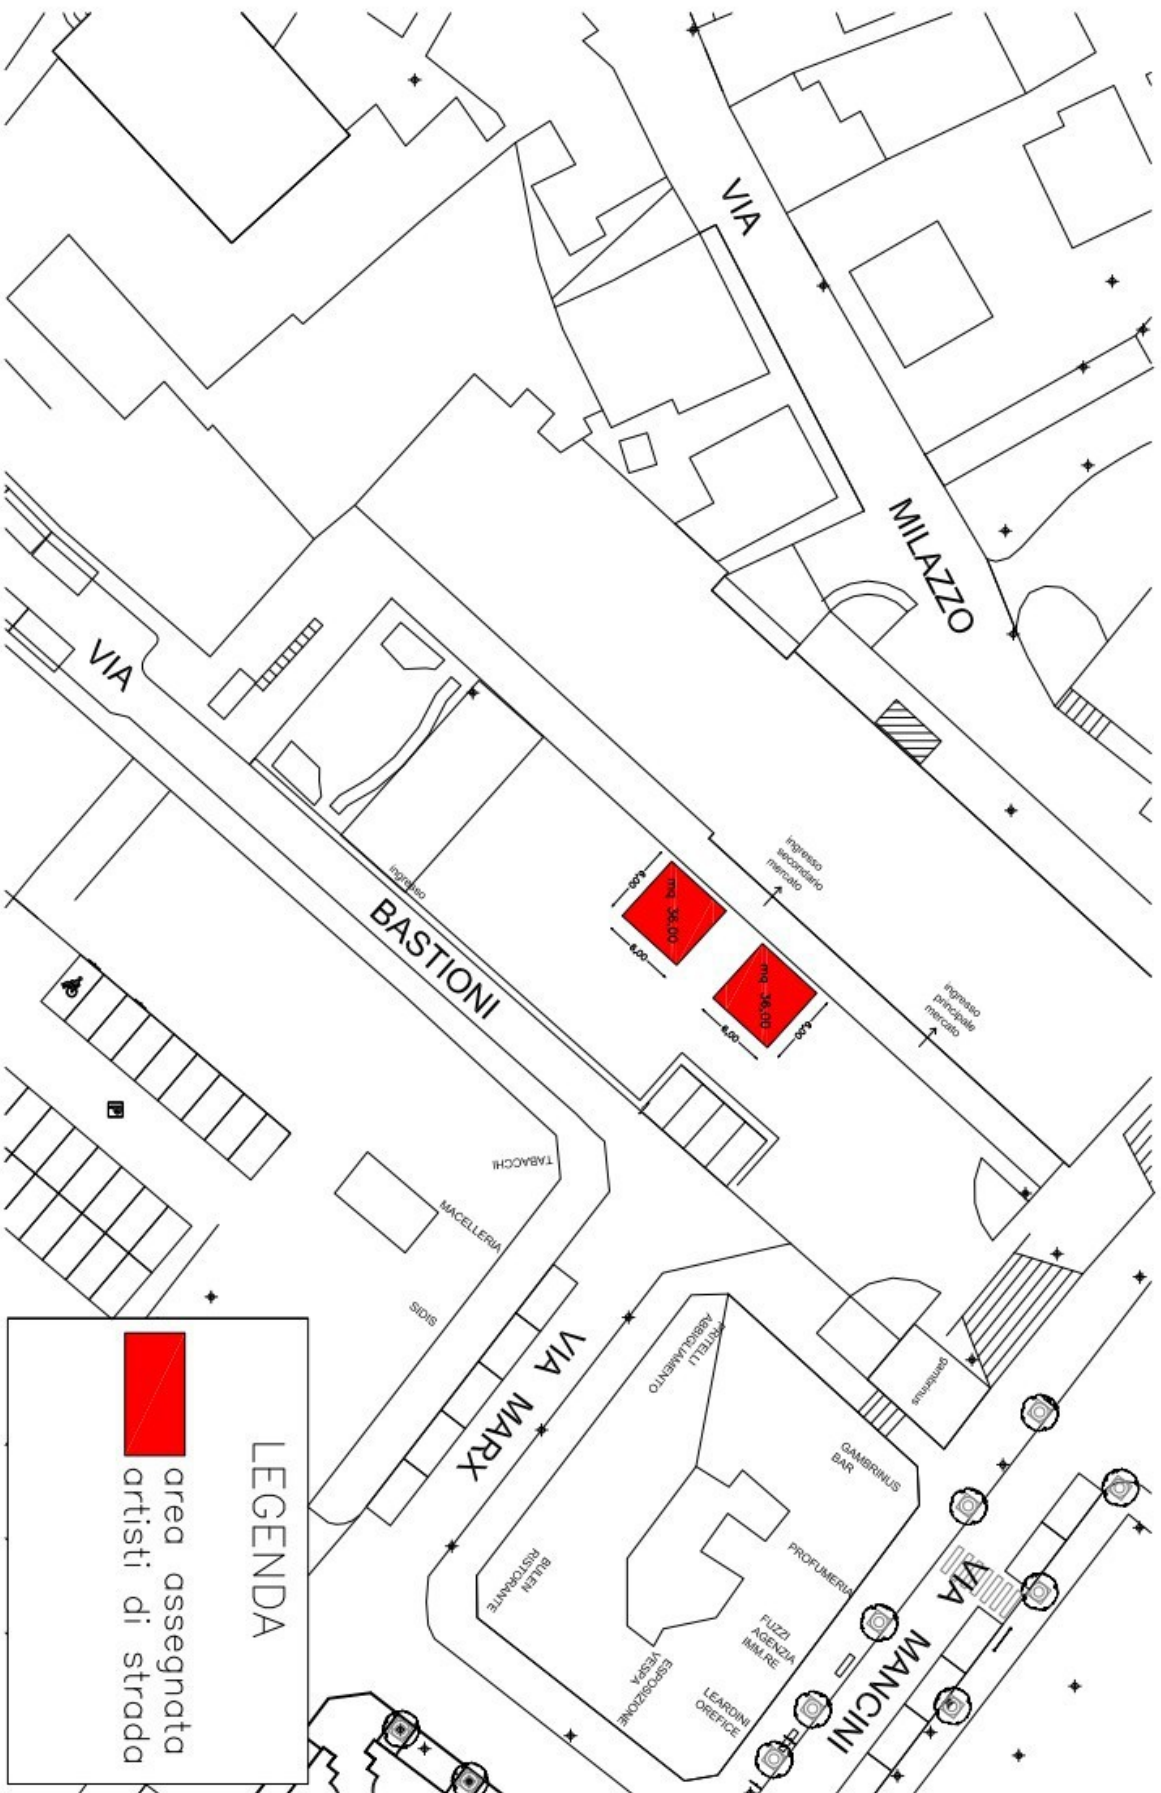 VIA
MILAZZO
VIA
BASTIONI
ingresso
ingresso
secondario
mercato
ingresso
principale
mercato
6,00
6,00
mq 36,00
mq 36,00
6,00
6,00
TABACCHI
MACELLERIA
SIDIS
VIA MARX
FRITELLI
ABBIGLIAMENTO
gambrinus
GAMBRINUS
BAR
PROFUMERIA
FUZZI
AGENZIA
IMM.RE
LEARDINI
OREFICE
ESPOSIZIONE
VESPA
BULEN
RISTORANTE
VIA MANCINI
LEGENDA
area assegnata
artisti di strada